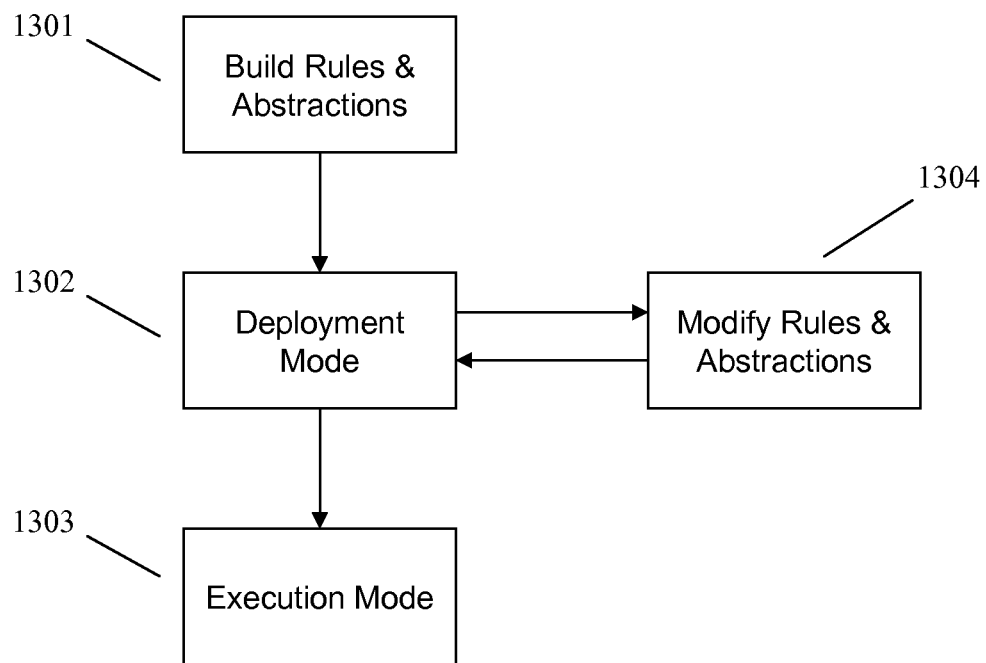 1301
Build Rules &
Abstractions
1304
1302
Deployment
Mode
Modify Rules &
Abstractions
1303
Execution Mode